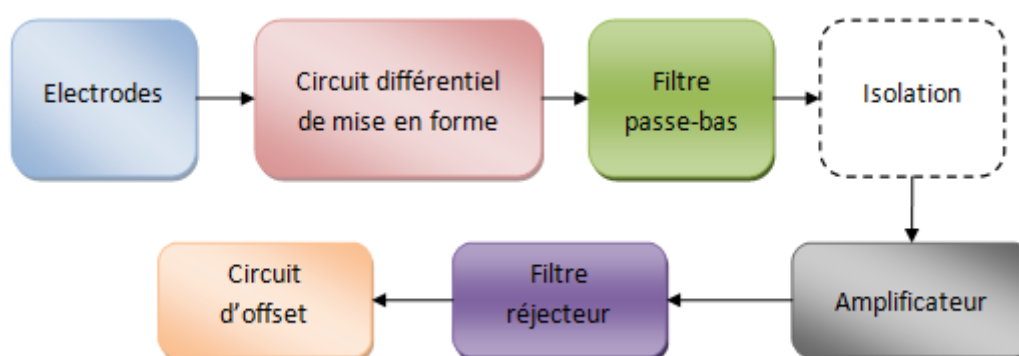 Electrodes
Circuit différentiel
de mise en forme
Filtre
passe-bas
Isolation
Amplificateur
Filtre
réjecteur
Circuit
d’offset